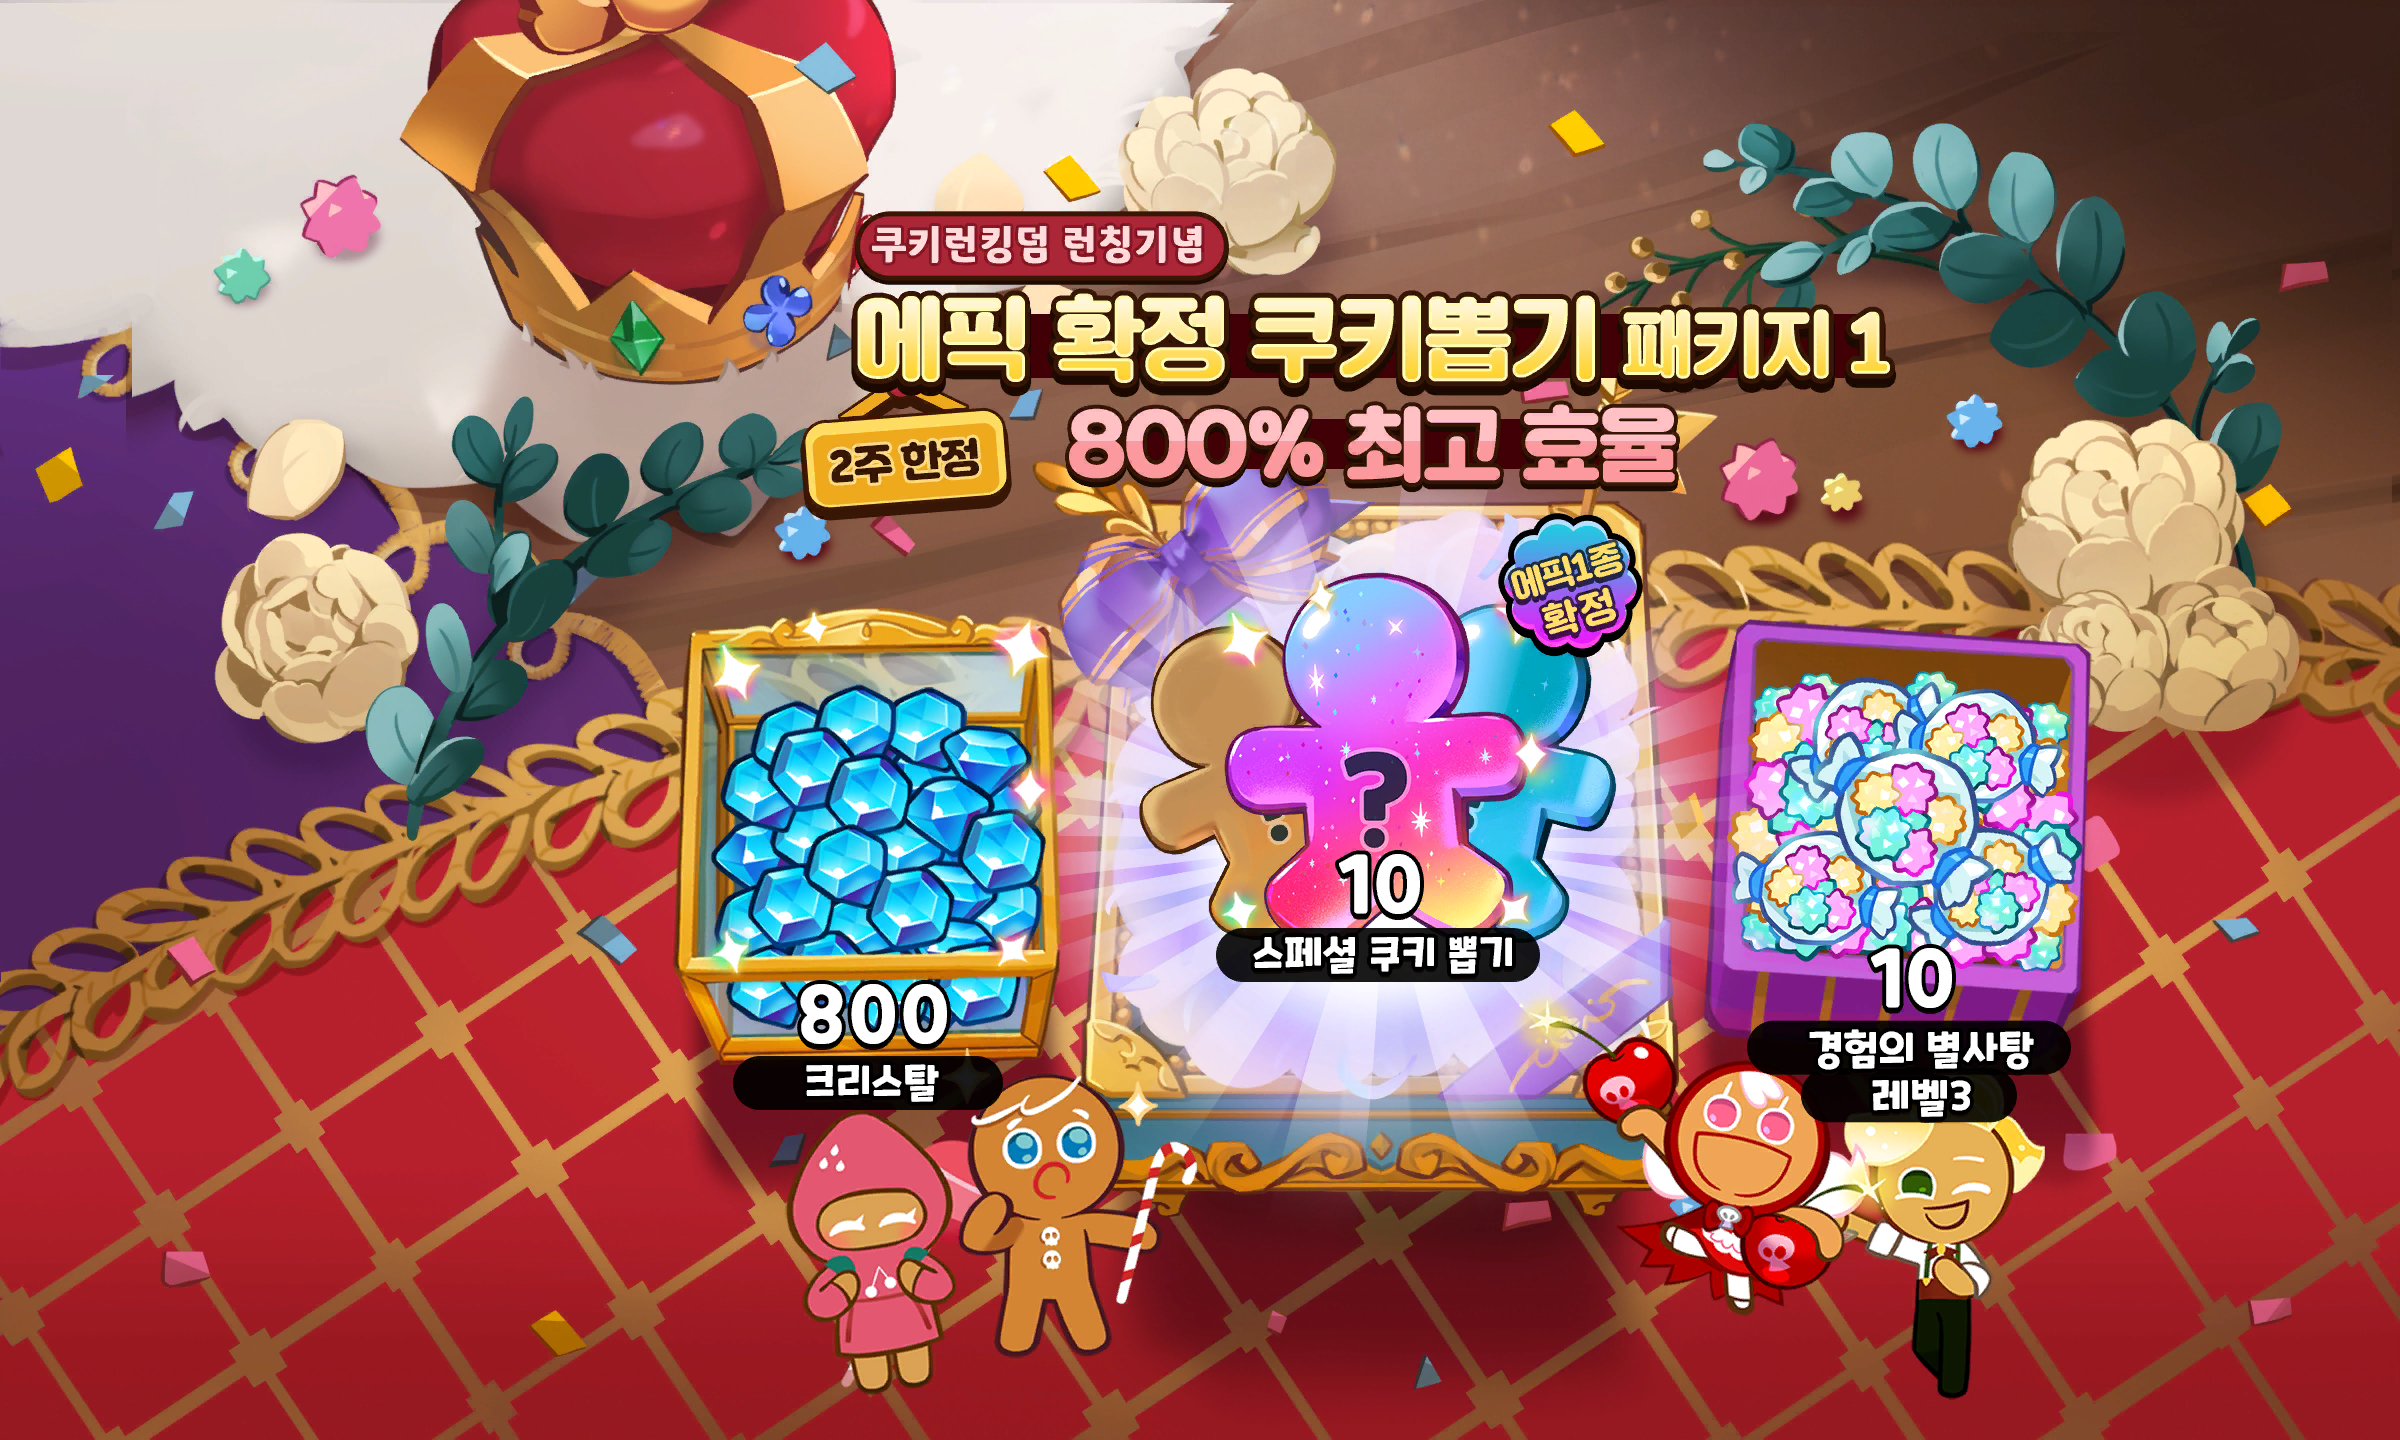 쿠키런킹덤 런칭기념
에픽 확정 쿠키뽑기 패키지 1
2주 한정
800% 최고 효율
에픽1종
확정
?
800
크리스탈
10
스페셜 쿠키 뽑기
10
경험의 별사탕
레벨3